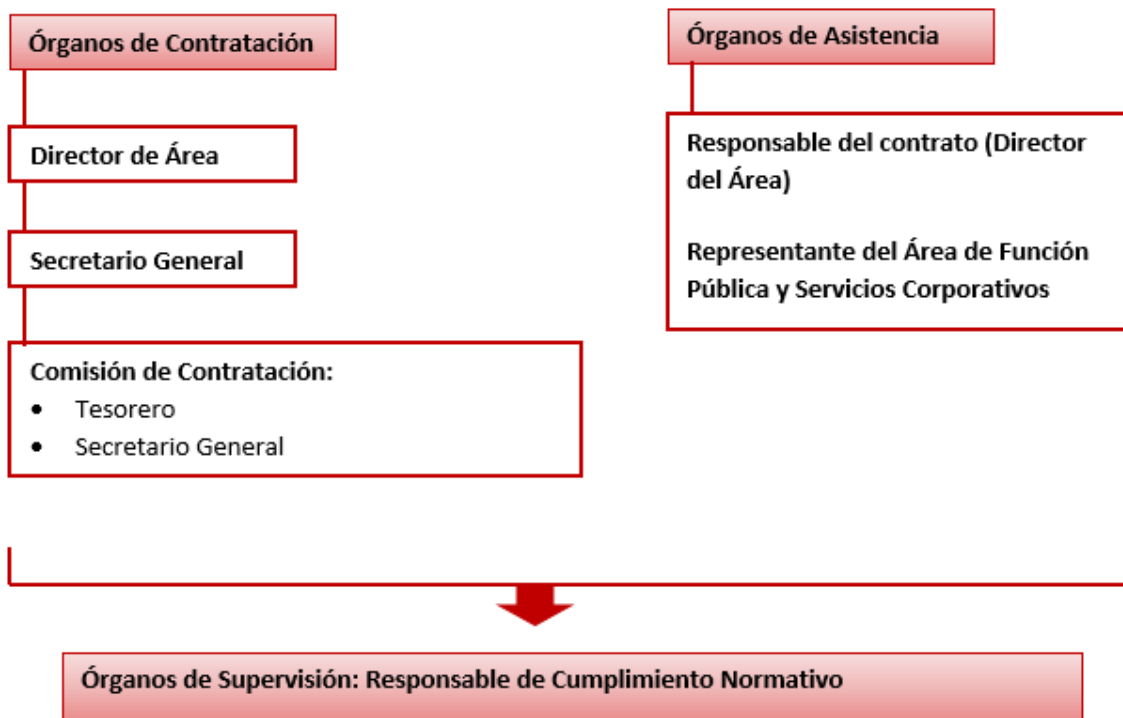 Órganos de Contratación
Director de Área
Secretario General
Comisión de Contratación:
• Tesorero
• Secretario General
Órganos de Asistencia
Responsable del contrato (Director
del Área)
Representante del Área de Función
Pública y Servicios Corporativos
Órganos de Supervisión: Responsable de Cumplimiento Normativo